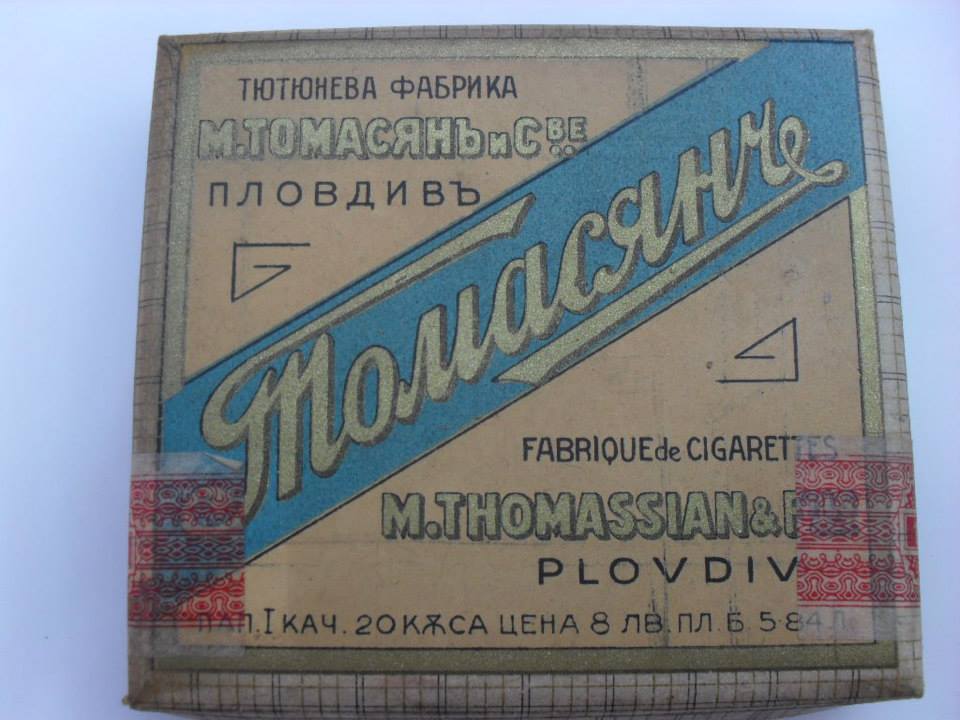 ТЮТЮНЕВА ФАБРИКА
М.ТОМАСЯНЪ и С ВЕ
ПЛОВДИВЪ
Томасянче
FABRIQUE de CIGARETTES
M. THOMASSIAN &
PLOVDIV
ПАП. I КАЧ. 20 КѪСА ЦЕНА 8 ЛВ. ПЛ. Б. 5·84 Л.